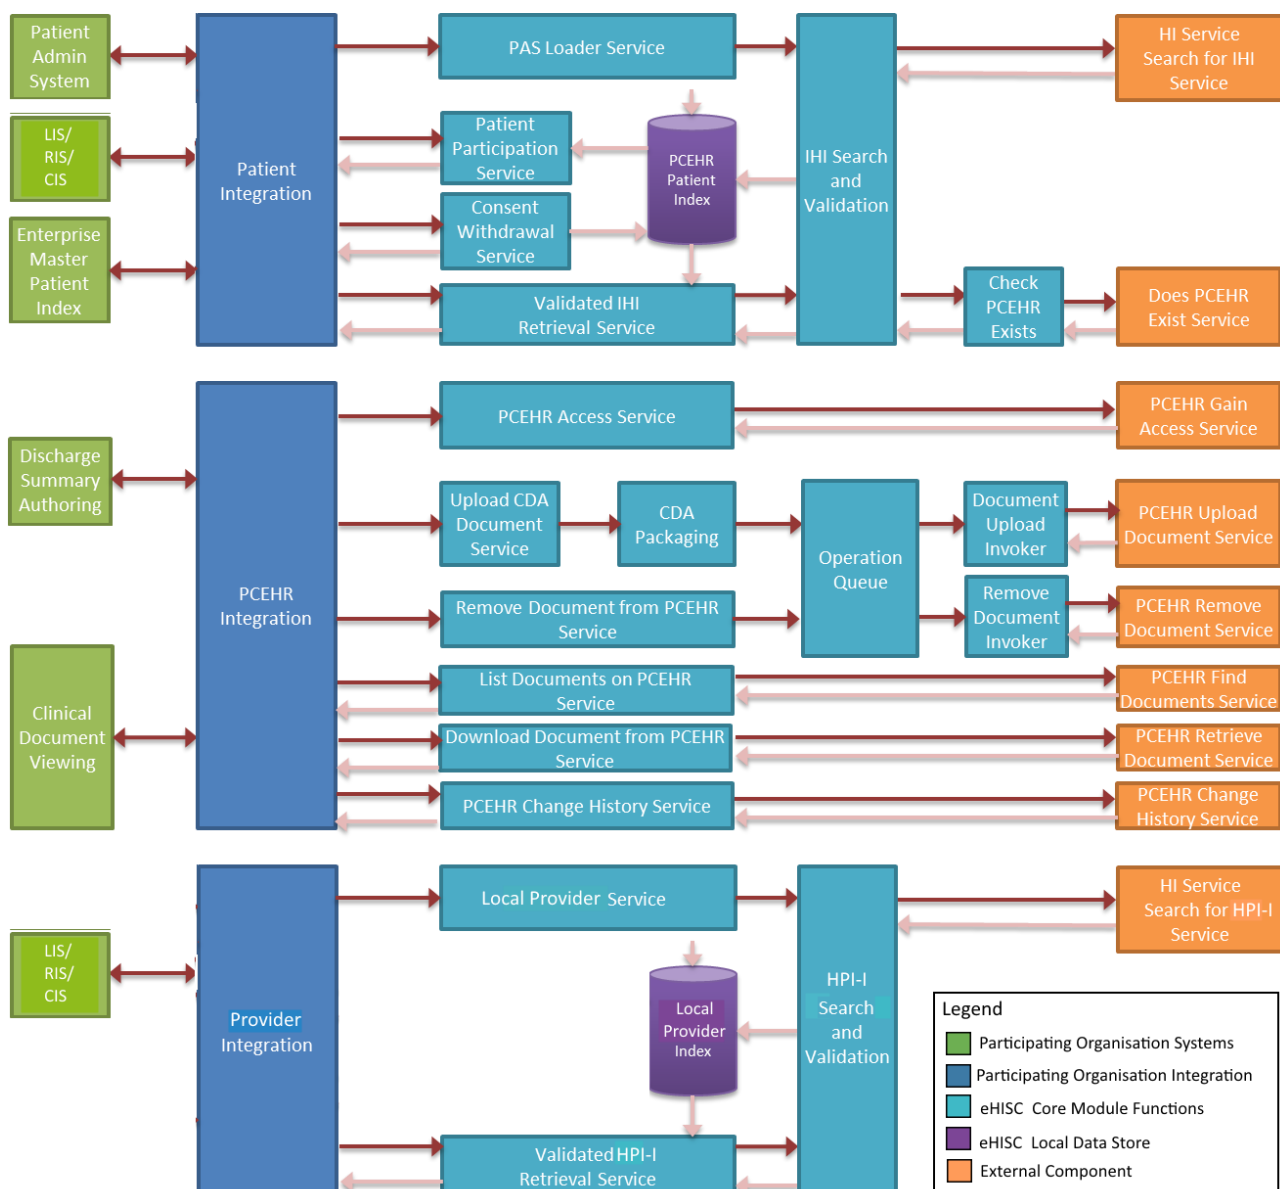 Patient
Admin
System
LIS/
RIS/
CIS
Enterprise
Master
Patient
Index
Patient
Integration
PAS Loader Service
Patient
Participation
Service
Consent
Withdrawal
Service
Validated IHI
Retrieval Service
PCEHR
Patient
Index
IHI Search
and
Validation
HI Service
Search for IHI
Service
Check
PCEHR
Exists
Does PCEHR
Exist Service
Discharge
Summary
Authoring
Clinical
Document
Viewing
PCEHR
Integration
PCEHR Access Service
PCEHR Gain
Access Service
Upload CDA
Document
Service
CDA
Packaging
Operation
Queue
Document
Upload
Invoker
PCEHR Upload
Document Service
Remove Document from PCEHR
Service
Remove
Document
Invoker
PCEHR Remove
Document Service
List Documents on PCEHR
Service
PCEHR Find
Documents Service
Download Document from PCEHR
Service
PCEHR Retrieve
Document Service
PCEHR Change History Service
PCEHR Change
History Service
LIS/
RIS/
CIS
Provider
Integration
Local Provider Service
Local
Provider
Index
HPI-I
Search
and
Validation
HI Service
Search for HPI-I
Service
Validated HPI-I
Retrieval Service
Legend
Participating Organisation Systems
Participating Organisation Integration
eHISC Core Module Functions
eHISC Local Data Store
External Component